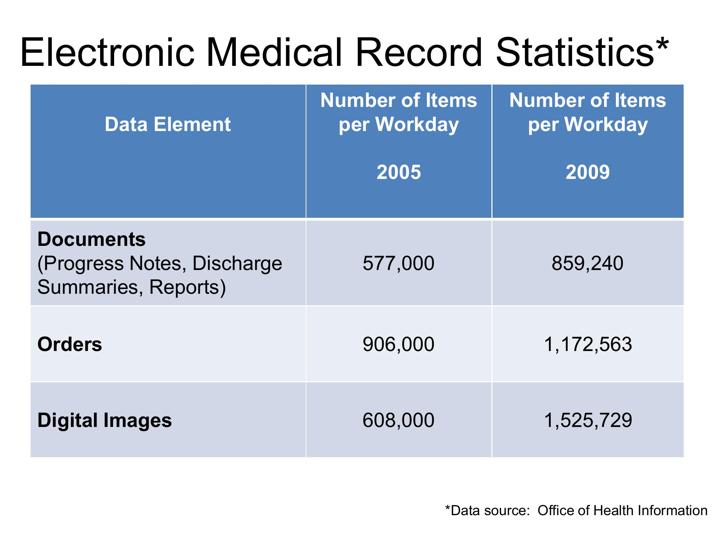 Electronic Medical Record Statistics*
Data Element
Number of Items
per Workday
2005
Number of Items
per Workday
2009
Documents
(Progress Notes, Discharge
Summaries, Reports)
577,000
859,240
Orders
906,000
1,172,563
Digital Images
608,000
1,525,729
*Data source:  Office of Health Information